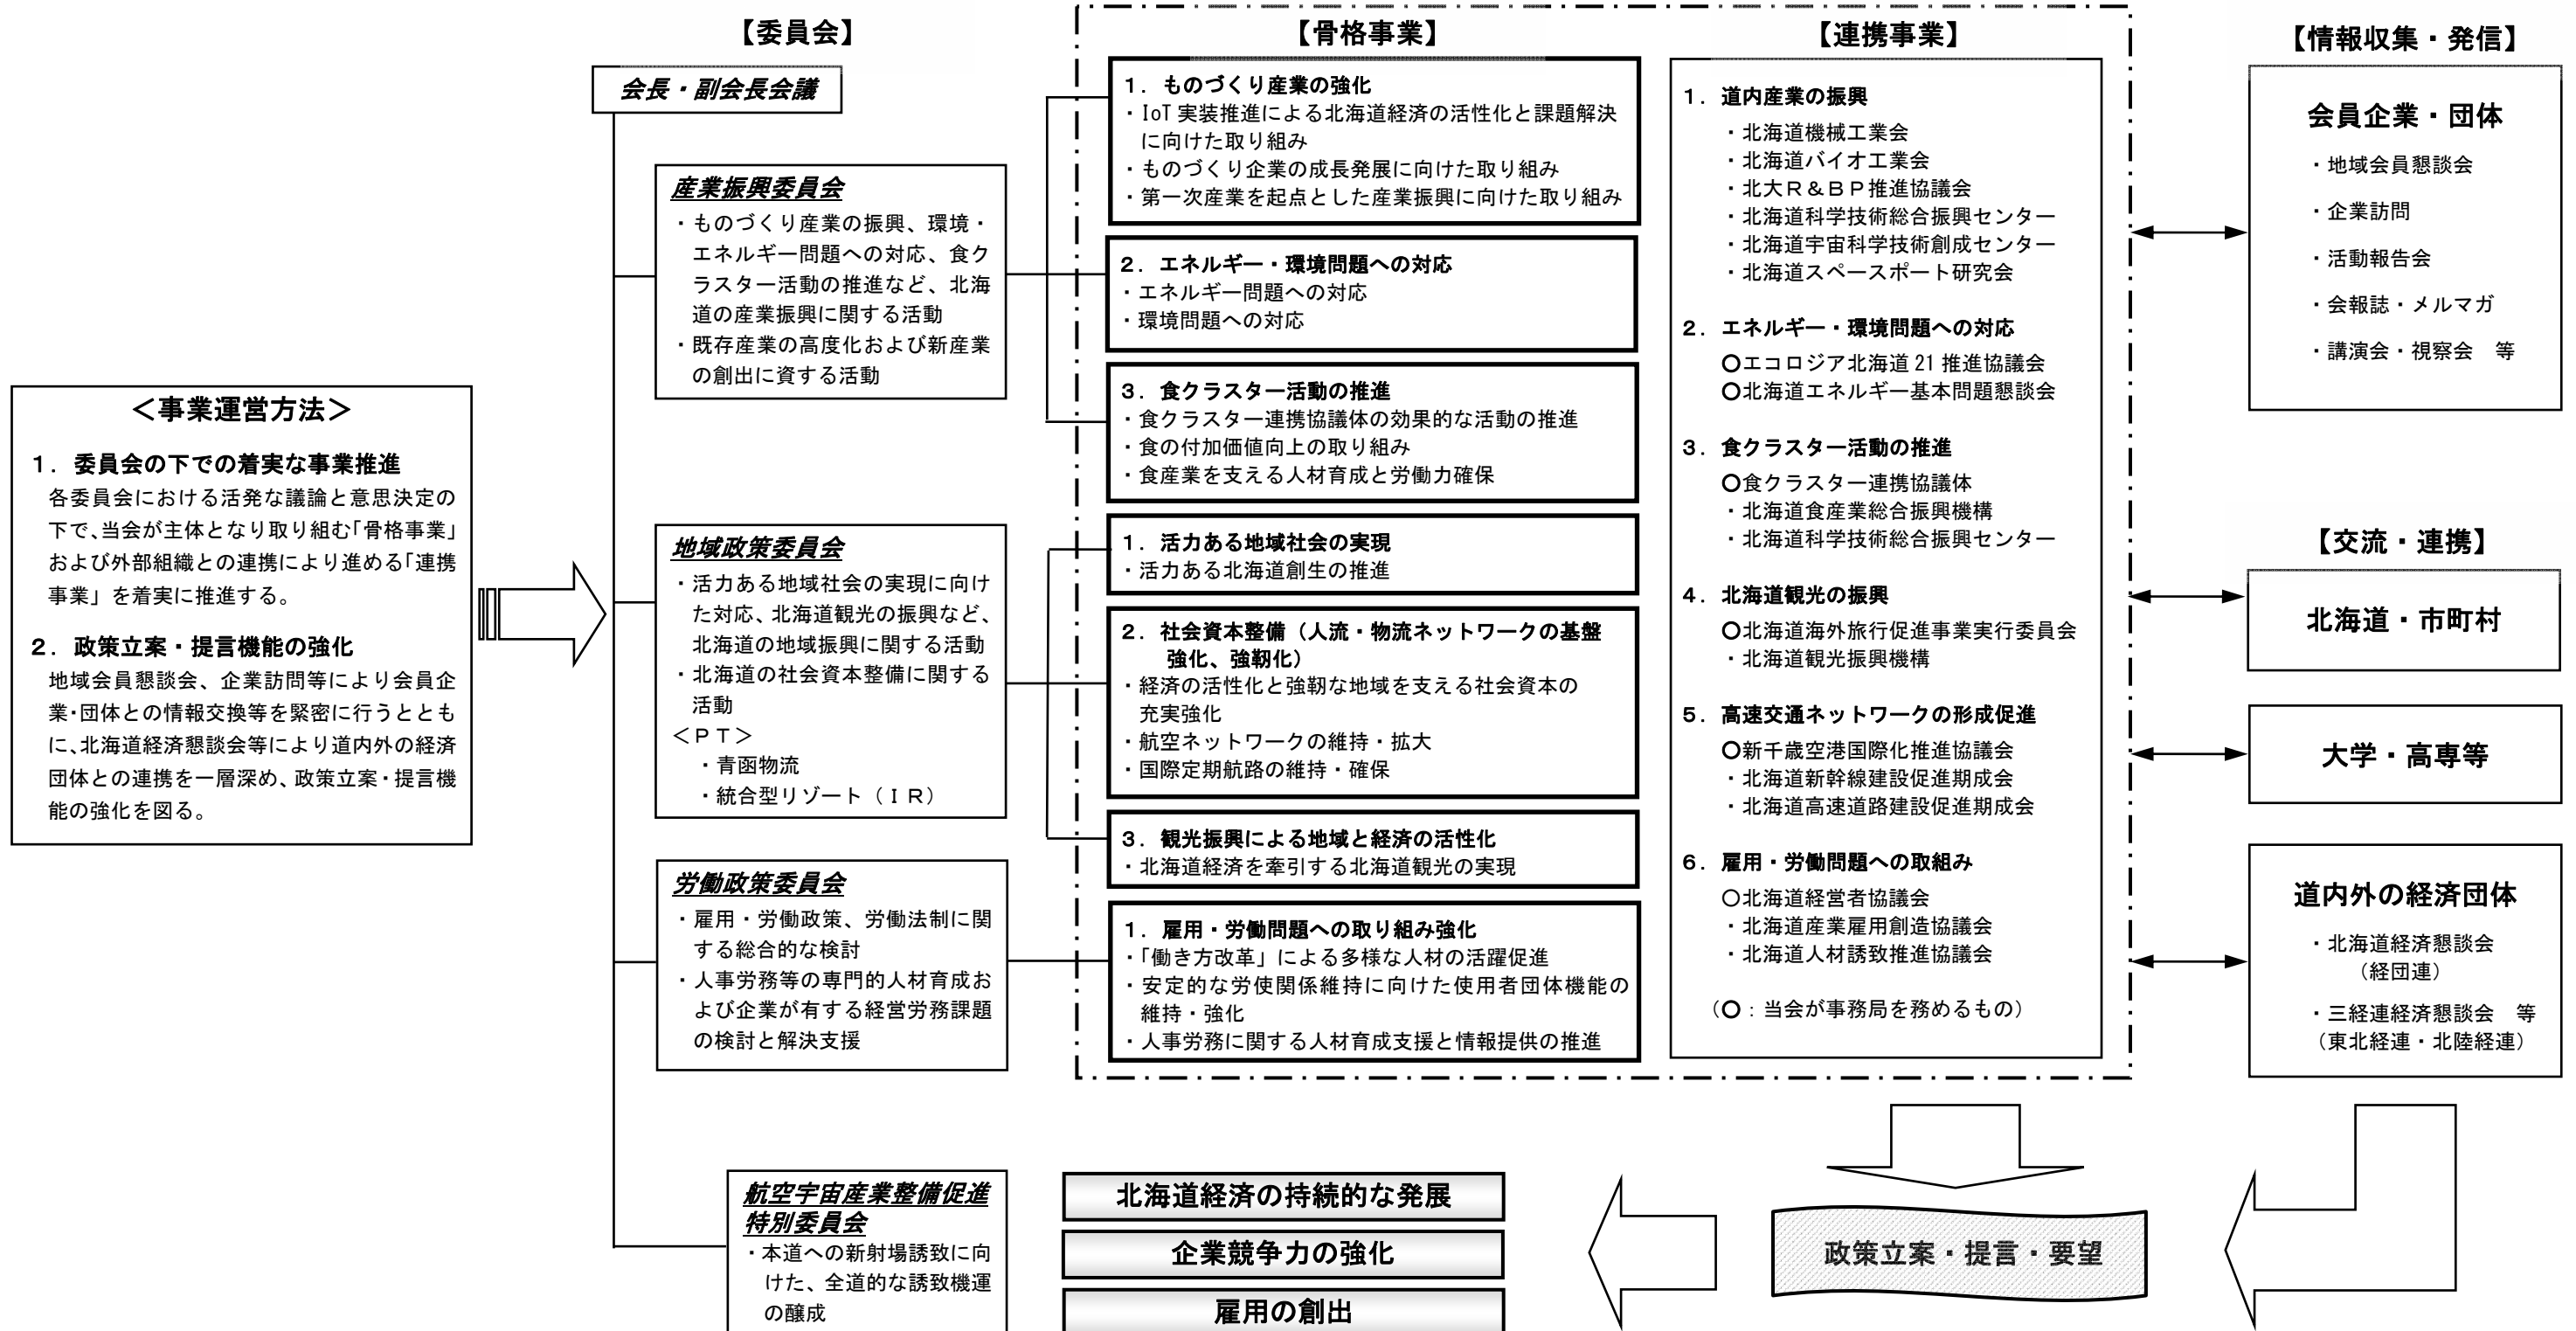 ＜事業運営方法＞
１．委員会の下での着実な事業推進
各委員会における活発な議論と意思決定の
下で、当会が主体となり取り組む「骨格事業」
および外部組織との連携により進める「連携
事業」を着実に推進する。
２．政策立案・提言機能の強化
地域会員懇談会、企業訪問等により会員企
業・団体との情報交換等を緊密に行うととも
に、北海道経済懇談会等により道内外の経済
団体との連携を一層深め、政策立案・提言機
能の強化を図る。
【委員会】
会長・副会長会議
産業振興委員会
・ものづくり産業の振興、環境・
エネルギー問題への対応、食ク
ラスター活動の推進など、北海
道の産業振興に関する活動
・既存産業の高度化および新産業
の創出に資する活動
地域政策委員会
・活力ある地域社会の実現に向け
た対応、北海道観光の振興など、
北海道の地域振興に関する活動
・北海道の社会資本整備に関する
活動
＜ＰＴ＞
・青函物流
・統合型リゾート（ＩＲ）
労働政策委員会
・雇用・労働政策、労働法制に関
する総合的な検討
・人事労務等の専門的人材育成お
よび企業が有する経営労務課題
の検討と解決支援
航空宇宙産業整備促進
特別委員会
・本道への新射場誘致に向
けた、全道的な誘致機運
の醸成
【骨格事業】
１．ものづくり産業の強化
・IoT 実装推進による北海道経済の活性化と課題解決
に向けた取り組み
・ものづくり企業の成長発展に向けた取り組み
・第一次産業を起点とした産業振興に向けた取り組み
２．エネルギー・環境問題への対応
・エネルギー問題への対応
・環境問題への対応
３．食クラスター活動の推進
・食クラスター連携協議体の効果的な活動の推進
・食の付加価値向上の取り組み
・食産業を支える人材育成と労働力確保
１．活力ある地域社会の実現
・活力ある北海道創生の推進
２．社会資本整備（人流・物流ネットワークの基盤
強化、強靭化）
・経済の活性化と強靭な地域を支える社会資本の
充実強化
・航空ネットワークの維持・拡大
・国際定期航路の維持・確保
３．観光振興による地域と経済の活性化
・北海道経済を牽引する北海道観光の実現
１．雇用・労働問題への取り組み強化
・「働き方改革」による多様な人材の活躍促進
・安定的な労使関係維持に向けた使用者団体機能の
維持・強化
・人事労務に関する人材育成支援と情報提供の推進
【連携事業】
１．道内産業の振興
・北海道機械工業会
・北海道バイオ工業会
・北大Ｒ＆ＢＰ推進協議会
・北海道科学技術総合振興センター
・北海道宇宙科学技術創成センター
・北海道スペースポート研究会
２．エネルギー・環境問題への対応
○エコロジア北海道 21 推進協議会
○北海道エネルギー基本問題懇談会
３．食クラスター活動の推進
○食クラスター連携協議体
・北海道食産業総合振興機構
・北海道科学技術総合振興センター
４．北海道観光の振興
○北海道海外旅行促進事業実行委員会
・北海道観光振興機構
５．高速交通ネットワークの形成促進
○新千歳空港国際化推進協議会
・北海道新幹線建設促進期成会
・北海道高速道路建設促進期成会
６．雇用・労働問題への取組み
○北海道経営者協議会
・北海道産業雇用創造協議会
・北海道人材誘致推進協議会
（○：当会が事務局を務めるもの）
【情報収集・発信】
会員企業・団体
・地域会員懇談会
・企業訪問
・活動報告会
・会報誌・メルマガ
・講演会・視察会　等
【交流・連携】
北海道・市町村
大学・高専等
道内外の経済団体
・北海道経済懇談会
（経団連）
・三経連経済懇談会　等
（東北経連・北陸経連）
政策立案・提言・要望
北海道経済の持続的な発展
企業競争力の強化
雇用の創出